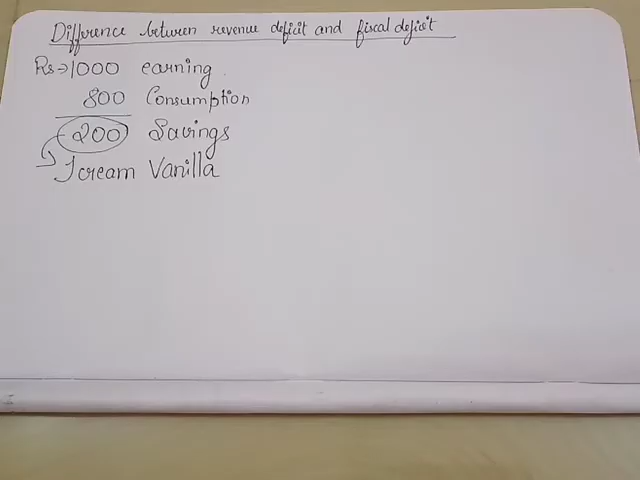 Difference between revenue deficit and fiscal deficit
Rs→1000 earning
800 Consumption
200 Savings
Icream Vanilla